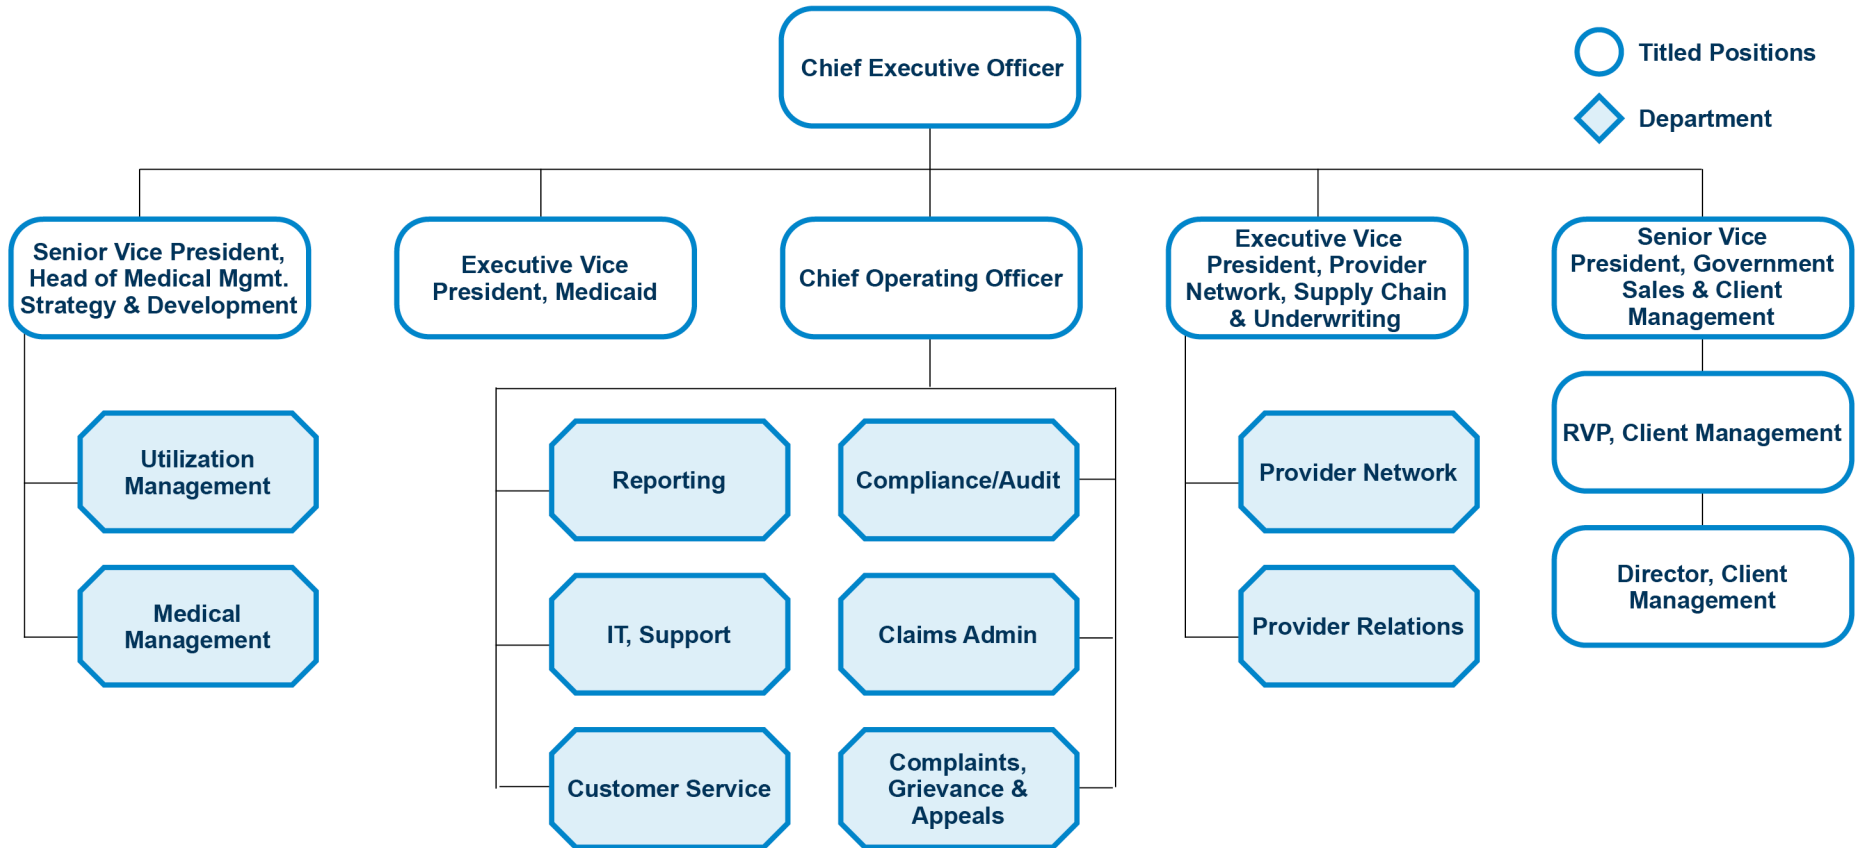 Chief Executive Officer
Titled Positions
Department
Senior Vice President,
Head of Medical Mgmt.
Strategy & Development
Executive Vice
President, Medicaid
Chief Operating Officer
Executive Vice
President, Provider
Network, Supply Chain
& Underwriting
Senior Vice
President, Government
Sales & Client
Management
Utilization
Management
Medical
Management
Reporting
IT, Support
Customer Service
Compliance/Audit
Claims Admin
Complaints,
Grievance &
Appeals
Provider Network
Provider Relations
RVP, Client Management
Director, Client
Management